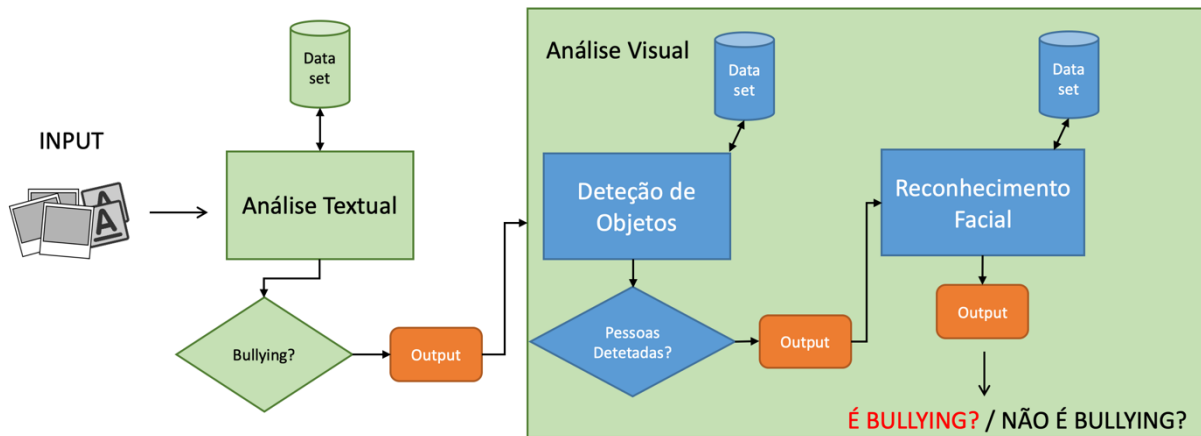 INPUT
A
A
Data
set
Análise Textual
Bullying?
Output
Análise Visual
Data
set
Deteção de
Objetos
Pessoas
Detetadas?
Output
Data
set
Reconhecimento
Facial
Output
É BULLYING? / NÃO É BULLYING?